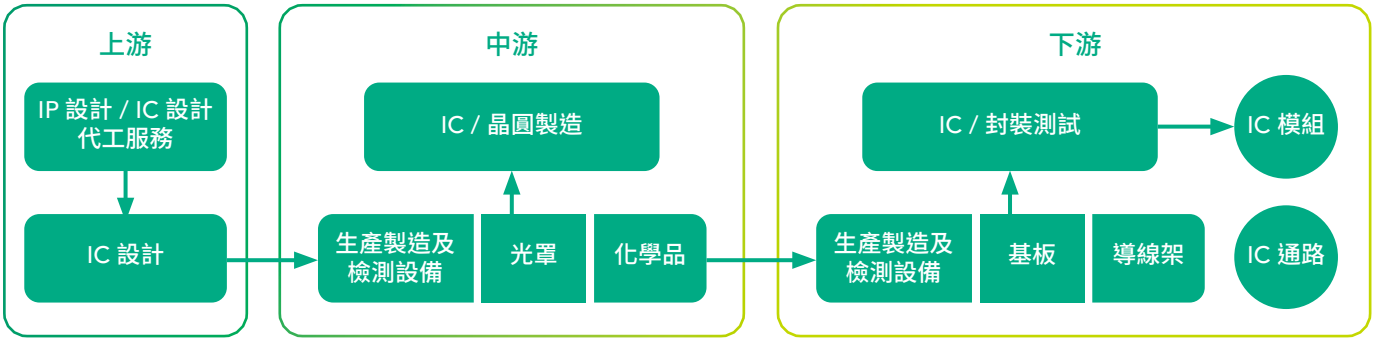 上游
IP 設計 / IC 設計
代工服務
IC 設計
中游
IC / 晶圓製造
生產製造及
檢測設備
光罩
化學品
下游
IC / 封裝測試
IC 模組
生產製造及
檢測設備
基板
導線架
IC 通路